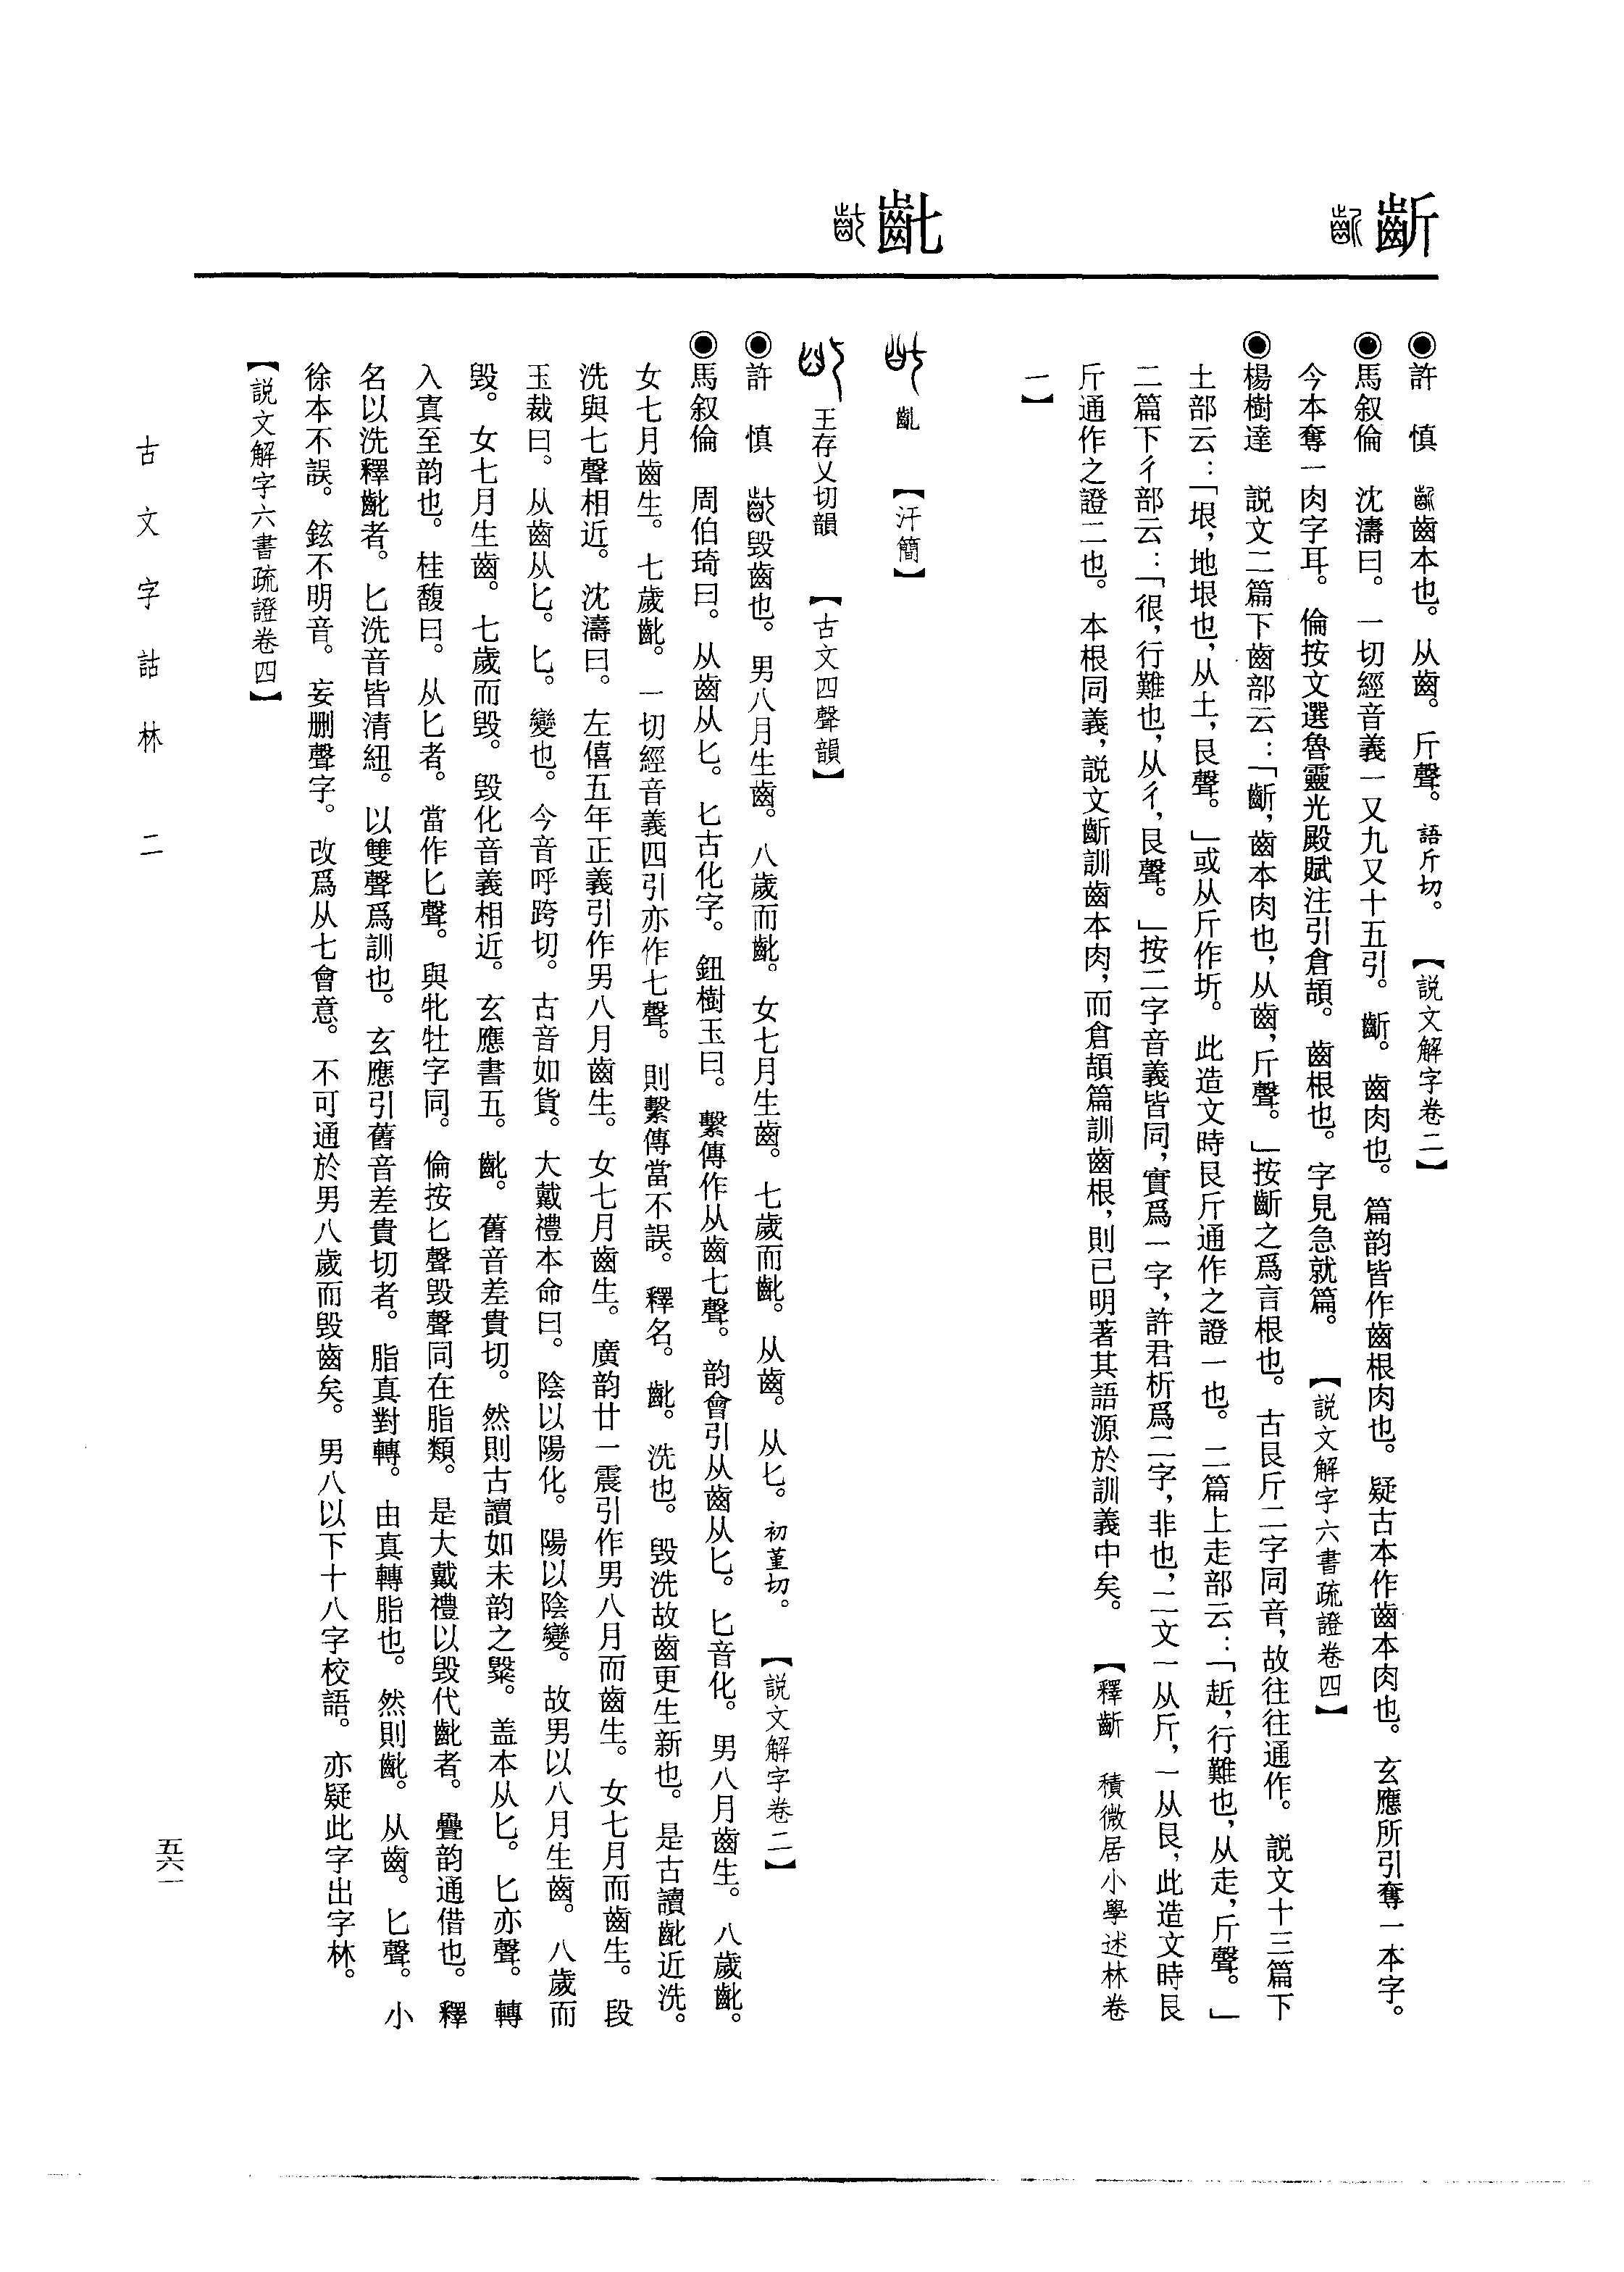 齗
齔
◉許　慎　齗齒本也。从齒。斤聲。語斤切。【説文解字卷二】
◉馬叙倫　沈濤曰。一切經音義一又九又十五引。齗。齒肉也。篇韵皆作齒根肉也。疑古本作齒本肉也。玄應所引奪一本字。
今本奪一肉字耳。倫按文選魯靈光殿賦注引倉頡。齒根也。字見急就篇。【説文解字六書疏證卷四】
◉楊樹達　説文二篇下齒部云：「齗，齒本肉也，从齒，斤聲。」按齗之爲言根也。古艮斤二字同音，故往往通作。説文十三篇下
土部云：「垠，地垠也，从土，艮聲。」或从斤作圻。此造文時艮斤通作之證一也。二篇上走部云：「赾，行難也，从走，斤聲。」
二篇下彳部云：「很，行難也，从彳，艮聲。」按二字音義皆同，實爲一字，許君析爲二字，非也，二文一从斤，一从艮，此造文時艮
斤通作之證二也。本根同義，説文齗訓齒本肉，而倉頡篇訓齒根，則已明著其語源於訓義中矣。【釋齗　積微居小學述林卷
一】
齔【汗簡】
王存乂切韻【古文四聲韻】
◉許　慎　齔毀齒也。男八月生齒。八歲而齔。女七月生齒。七歲而齔。从齒。从匕。初堇切。【説文解字卷二】
◉馬叙倫　周伯琦曰。从齒从匕。匕古化字。鈕樹玉曰。繫傳作从齒七聲。韵會引从齒从匕。匕音化。男八月齒生。八歲齔。
女七月齒生。七歲齔。一切經音義四引亦作七聲。則繫傳當不誤。釋名。齔。洗也。毀洗故齒更生新也。是古讀齔近洗。
洗與七聲相近。沈濤曰。左僖五年正義引作男八月齒生。女七月齒生。廣韵廿一震引作男八月而齒生。女七月而齒生。段
玉裁曰。从齒从匕。匕。變也。今音呼跨切。古音如貨。大戴禮本命曰。陰以陽化。陽以陰變。故男以八月生齒。八歲而
毀。女七月生齒。七歲而毀。毀化音義相近。玄應書五。齔。舊音差貴切。然則古讀如未韵之䊠。盖本从匕。匕亦聲。轉
入寘至韵也。桂馥曰。从匕者。當作匕聲。與牝牡字同。倫按匕聲毀聲同在脂類。是大戴禮以毀代齔者。疊韵通借也。釋
名以洗釋齔者。匕洗音皆清紐。以雙聲爲訓也。玄應引舊音差貴切者。脂真對轉。由真轉脂也。然則齔。从齒。匕聲。小
徐本不誤。鉉不明音。妄删聲字。改爲从七會意。不可通於男八歲而毀齒矣。男八以下十八字校語。亦疑此字出字林。
【説文解字六書疏證卷四】
古文字詁林　二
五六一